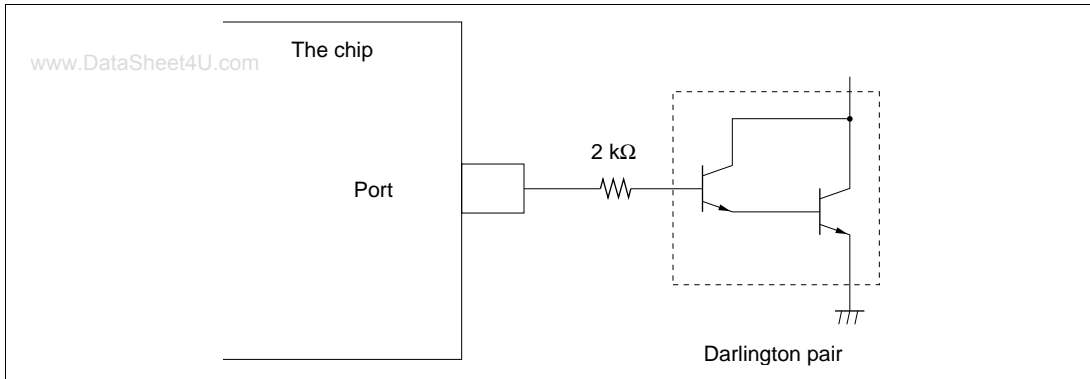 The chip
www.DataSheet4U.com
2 kΩ
Port
Darlington pair